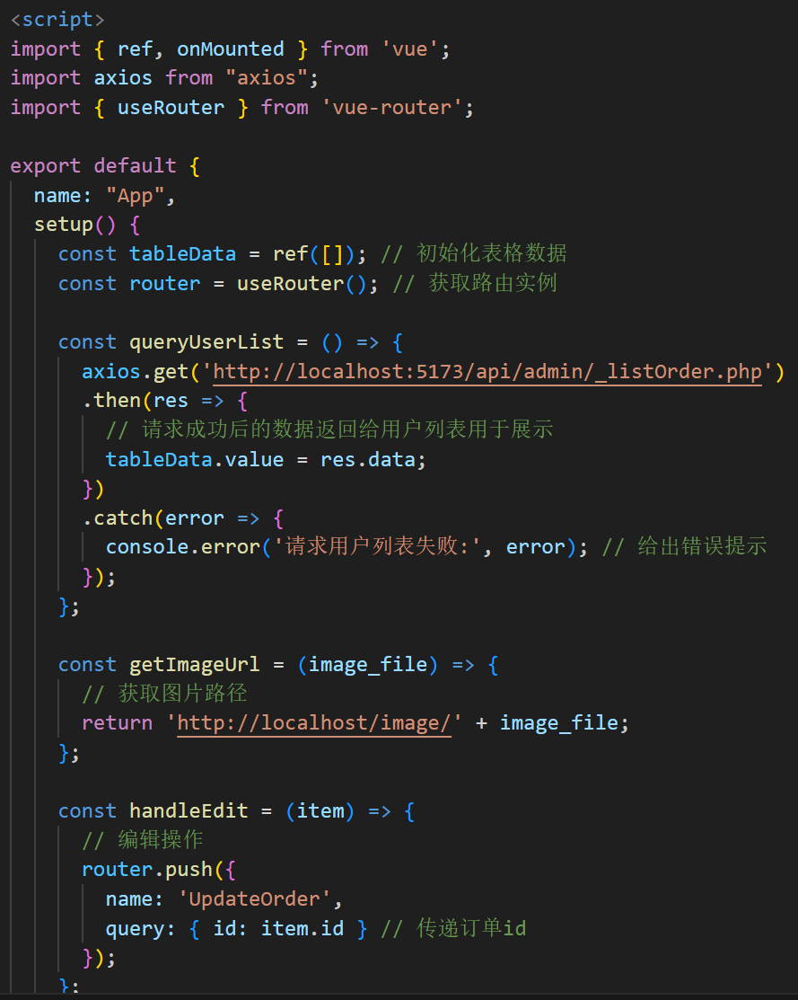 <script>
import { ref, onMounted } from 'vue';
import axios from "axios";
import { useRouter } from 'vue-router';

export default {
  name: "App",
  setup() {
    const tableData = ref([]); // 初始化表格数据
    const router = useRouter(); // 获取路由实例

    const queryUserList = () => {
      axios.get('http://localhost:5173/api/admin/_listOrder.php')
      .then(res => {
        // 请求成功后的数据返回给用户列表用于展示
        tableData.value = res.data;
      })
      .catch(error => {
        console.error('请求用户列表失败:', error); // 给出错误提示
      });
    };

    const getImageUrl = (image_file) => {
      // 获取图片路径
      return 'http://localhost/image/' + image_file;
    };

    const handleEdit = (item) => {
      // 编辑操作
      router.push({
        name: 'UpdateOrder',
        query: { id: item.id } // 传递订单id
      });
    };